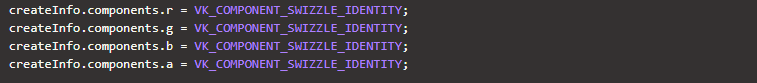 createInfo.components.r = VK_COMPONENT_SWIZZLE_IDENTITY;
createInfo.components.g = VK_COMPONENT_SWIZZLE_IDENTITY;
createInfo.components.b = VK_COMPONENT_SWIZZLE_IDENTITY;
createInfo.components.a = VK_COMPONENT_SWIZZLE_IDENTITY;